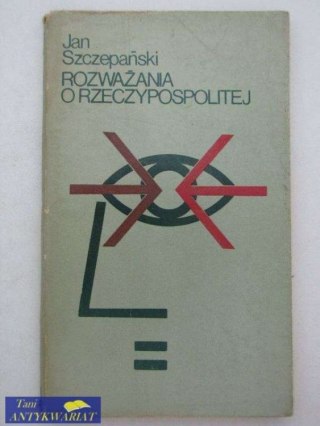 Jan
Szczepański
ROZWAŻANIA
O RZECZYPOSPOLITEJ
Tani
ANTYKWARIAT